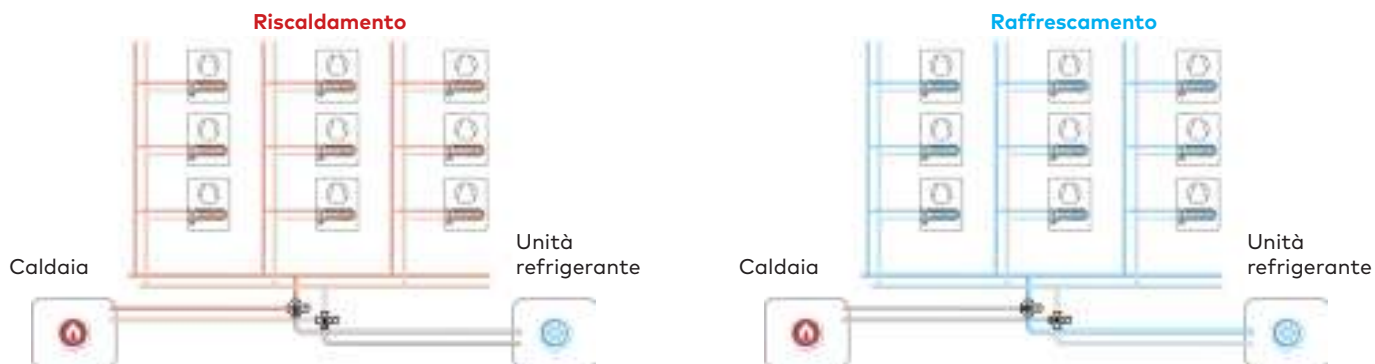 Riscaldamento
Raffrescamento
Caldaia
Unità
refrigerante
Caldaia
Unità
refrigerante